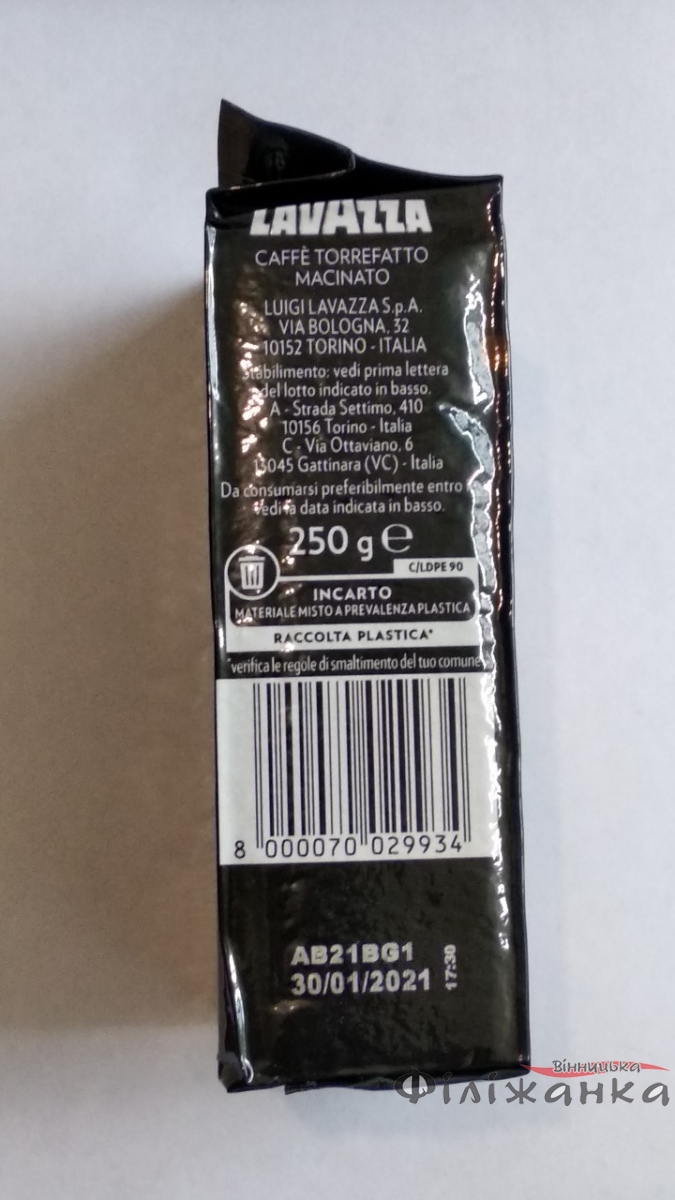 LAVAZZA
CAFFÈ TORREFATTO
MACINATO
LUIGI LAVAZZA S.p.A.
VIA BOLOGNA, 32
10152 TORINO - ITALIA
Stabilimento: vedi prima lettera
del lotto indicato in basso.
A - Strada Settimo, 410
10156 Torino - Italia
C - Via Ottaviano, 6
13045 Gattinara (VC) - Italia
Da consumarsi preferibilmente entro
vedi la data indicata in basso.
250 g ℮
C/LDPE 90
INCARTO
MATERIALE MISTO A PREVALENZA PLASTICA
RACCOLTA PLASTICA*
*verifica le regole di smaltimento del tuo comune
8 000070 029934
AB21BG1
30/01/2021 17:30
Вінницька
Філіжанка